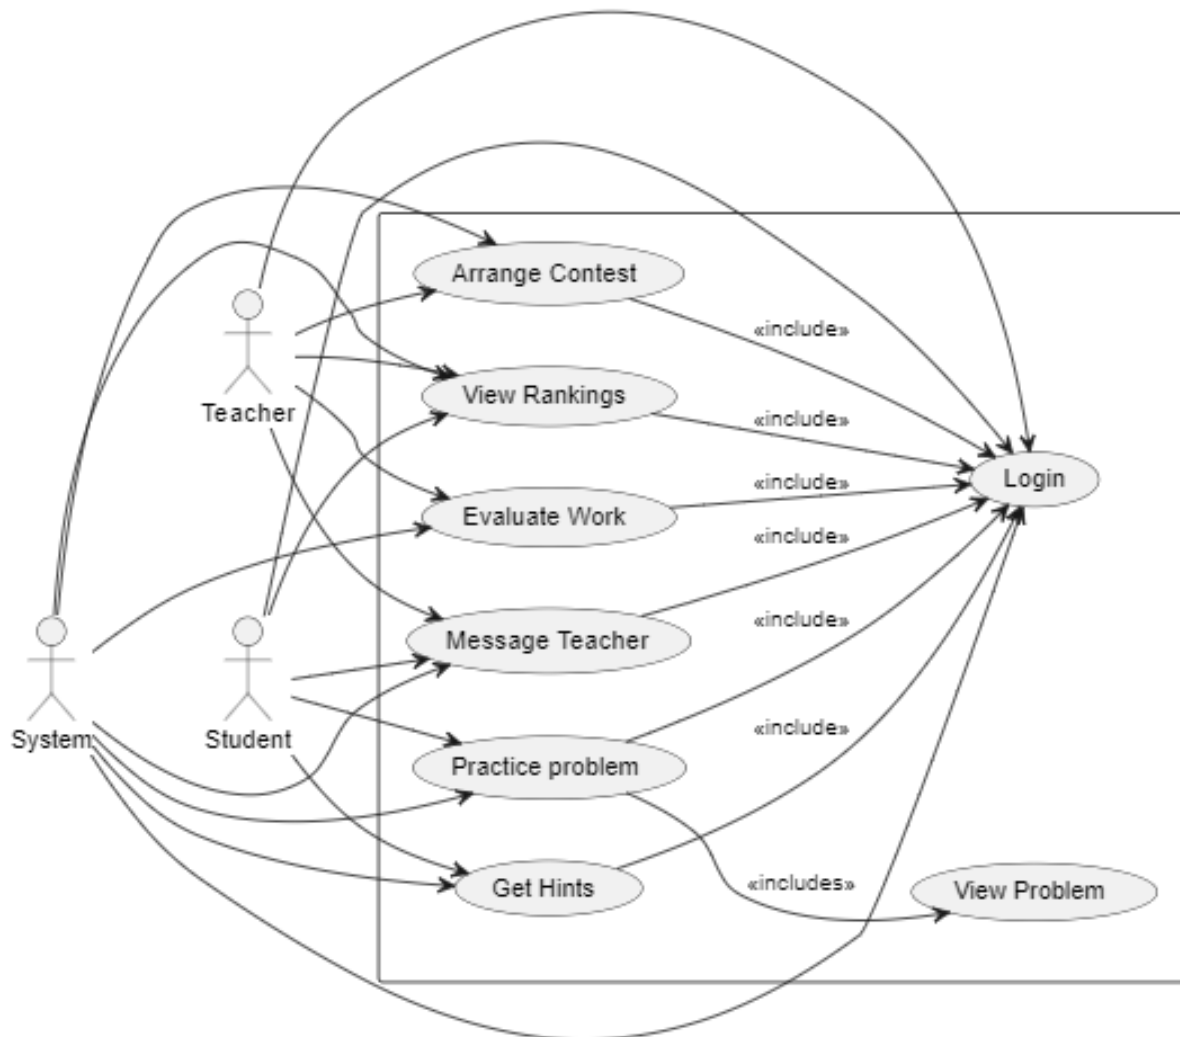 Arrange Contest
«include»
View Rankings
Teacher
«include»
Login
«include»
Evaluate Work
«include»
«include»
Message Teacher
System
Student
«include»
Practice problem
«includes»
Get Hints
View Problem